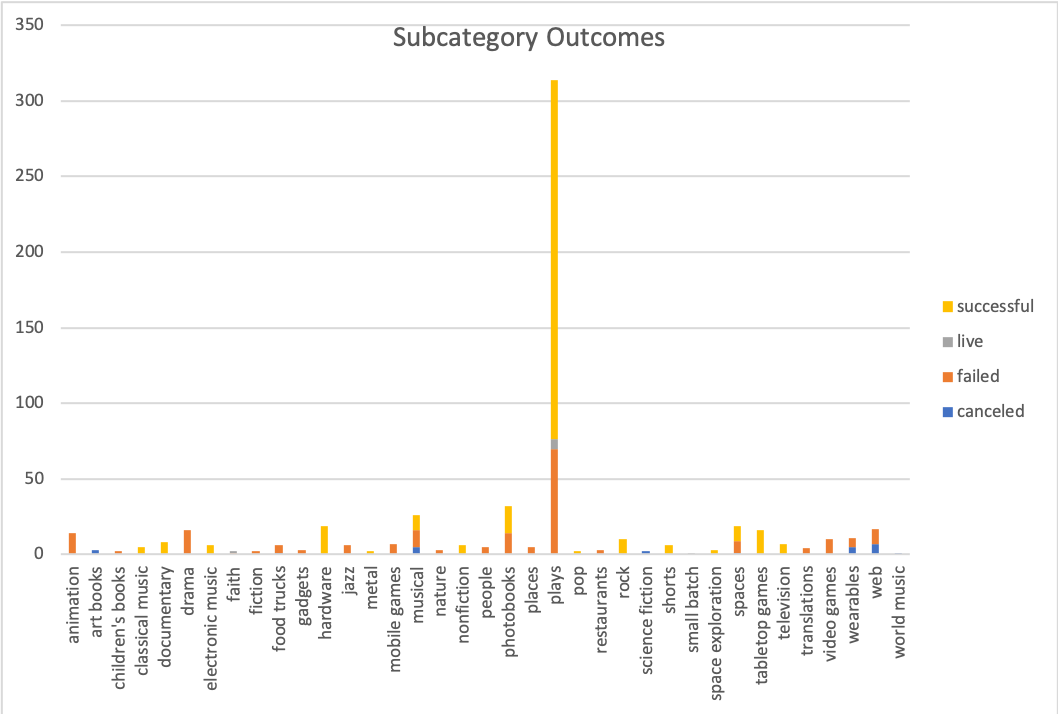 Subcategory Outcomes
350
300
250
200
150
100
50
0
animation
art books
children's books
classical music
documentary
drama
electronic music
faith
fiction
food trucks
gadgets
hardware
jazz
metal
mobile games
musical
nature
nonfiction
people
photobooks
places
plays
pop
restaurants
rock
science fiction
shorts
small batch
space exploration
spaces
tabletop games
television
translations
video games
wearables
web
world music
successful
live
failed
canceled